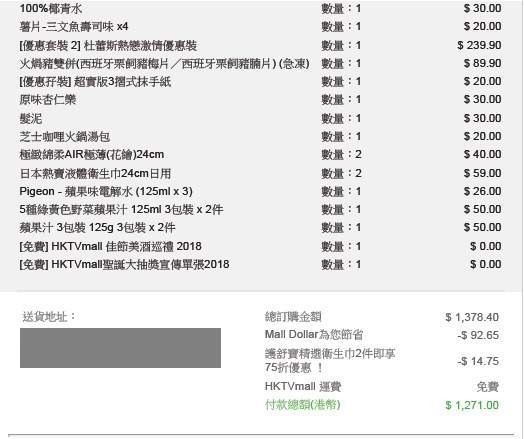 100%椰青水 數量：1 $ 30.00
薯片-三文魚壽司味 x4 數量：1 $ 20.00
[優惠套裝 2] 杜蕾斯熱戀激情優惠裝 數量：1 $ 239.90
火焗豬雙併(西班牙栗飼豬梅片／西班牙栗飼豬腩片) (急凍) 數量：1 $ 89.90
[優惠孖裝] 超實版3摺式抹手紙 數量：1 $ 20.00
原味杏仁樂 數量：1 $ 30.00
髮泥 數量：1 $ 30.00
芝士咖哩火鍋湯包 數量：1 $ 20.00
極緻綿柔AIR極薄(花繪)24cm 數量：2 $ 40.00
日本熟寶液體衛生巾24cm日用 數量：2 $ 59.00
Pigeon - 蘋果味電解水 (125ml x 3) 數量：1 $ 26.00
5種綠黃色野菜蘋果汁 125ml 3包裝 x 2件 數量：1 $ 50.00
蘋果汁 3包裝 125g 3包裝 x 2件 數量：1 $ 50.00
[免費] HKTVmall 佳節美酒巡禮 2018 數量：1 $ 0.00
[免費] HKTVmall聖誕大抽獎宣傳單張2018 數量：1 $ 0.00
送貨地址： 總訂購金額 $ 1,378.40
Mall Dollar為您節省 -$ 92.65
護舒寶精選衛生巾2件即享
75折優惠 ！ -$ 14.75
HKTVmall 運費 免費
付款總額(港幣) $ 1,271.00